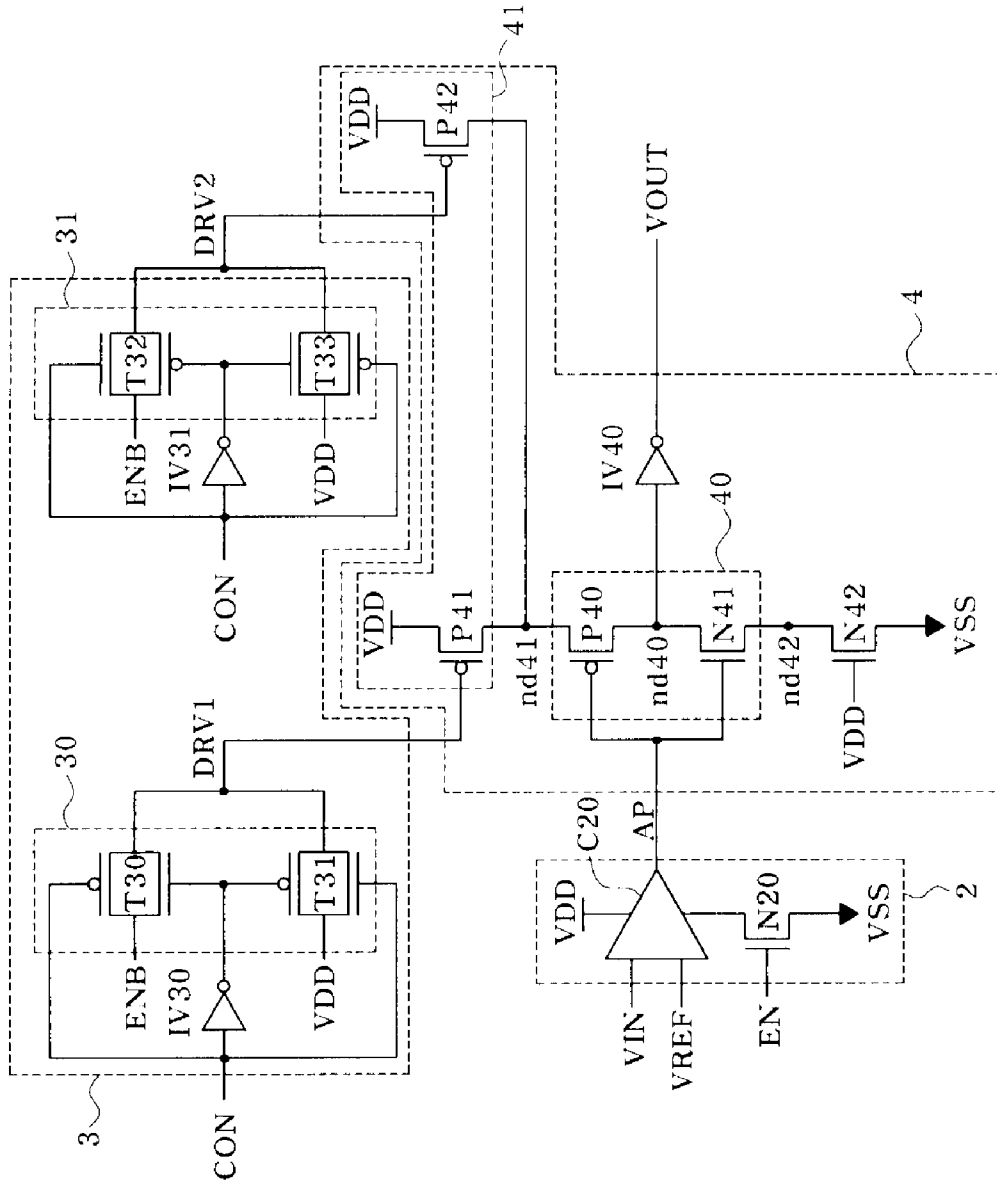 3
30
31
41
CON
ENB
IV30
VDD
T30
T31
DRV1
CON
ENB
IV31
VDD
T32
T33
DRV2
VDD
P41
VDD
P42
nd41
P40
nd40
N41
nd42
N42
VDD
VSS
40
IV40
VOUT
4
VIN
VREF
VDD
C20
AP
EN
N20
VSS
2